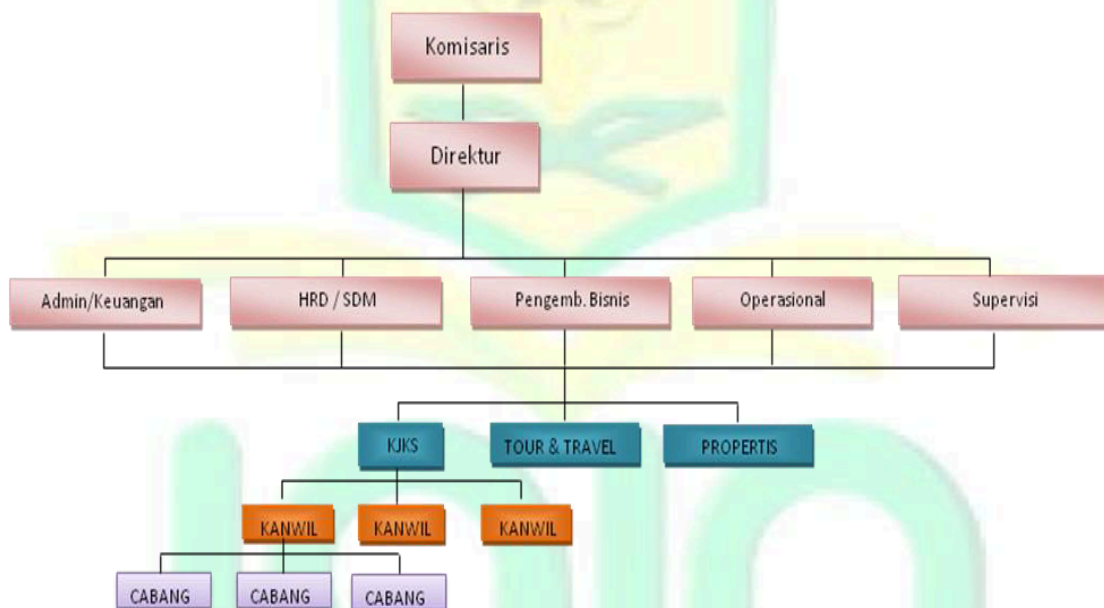 Komisaris
Direktur
Admin/Keuangan
HRD / SDM
Pengemb. Bisnis
Operasional
Supervisi
KJKS
TOUR & TRAVEL
PROPERTIS
KANWIL
KANWIL
KANWIL
CABANG
CABANG
CABANG